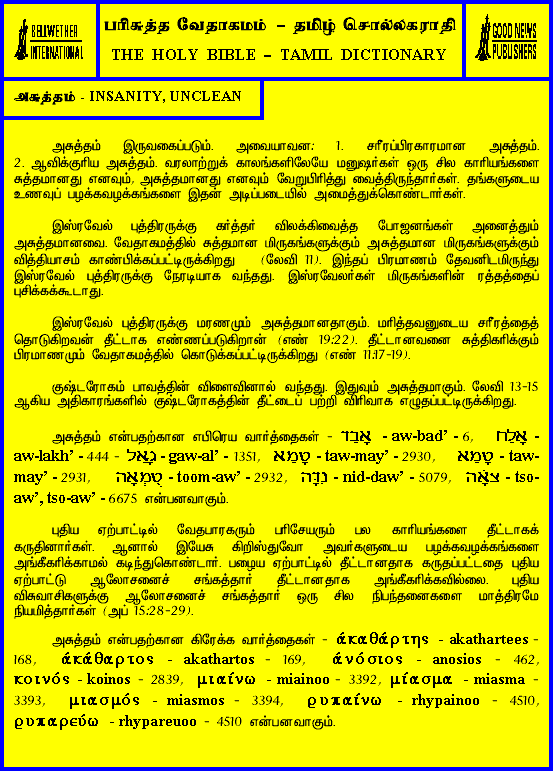 BELLWETHER
INTERNATIONAL
பரிசுத்த வேதாகமம் – தமிழ் சொல்லகராதி
THE HOLY BIBLE – TAMIL DICTIONARY
GOOD NEWS
PUBLISHERS
அசுத்தம் - INSANITY, UNCLEAN
அசுத்தம் இருவகைப்படும். அவையாவன: 1. சரீரப்பிரகாரமான அசுத்தம்.
2. ஆவிக்குரிய அசுத்தம். வரலாற்றுக் காலங்களிலேயே மனுஷர்கள் ஒரு சில காரியங்களை
சுத்தமானது எனவும், அசுத்தமானது எனவும் வேறுபிரித்து வைத்திருந்தார்கள். தங்களுடைய
உணவுப் பழக்கவழக்கங்களை இதன் அடிப்படையில் அமைத்துக்கொண்டார்கள்.
இஸ்ரவேல் புத்திரருக்கு கர்த்தர் விலக்கிவைத்த போஜனங்கள் அனைத்தும்
அசுத்தமானவை. வேதாகமத்தில் சுத்தமான மிருகங்களுக்கும் அசுத்தமான மிருகங்களுக்கும்
வித்தியாசம் காண்பிக்கப்பட்டிருக்கிறது (லேவி 11). இந்தப் பிரமாணம் தேவனிடமிருந்து
இஸ்ரவேல் புத்திரருக்கு நேரடியாக வந்தது. இஸ்ரவேலர்கள் மிருகங்களின் ரத்தத்தைப்
புசிக்கக்கூடாது.
இஸ்ரவேல் புத்திரருக்கு மரணமும் அசுத்தமானதாகும். மரித்தவனுடைய சரீரத்தைத்
தொடுகிறவன் தீட்டாக எண்ணப்படுகிறான் (எண் 19:22). தீட்டானவனை சுத்திகரிக்கும்
பிரமாணமும் வேதாகமத்தில் கொடுக்கப்பட்டிருக்கிறது (எண் 11:17-19).
குஷ்டரோகம் பாவத்தின் விளைவினால் வந்தது. இதுவும் அசுத்தமாகும். லேவி 13-15
ஆகிய அதிகாரங்களில் குஷ்டரோகத்தின் தீட்டைப் பற்றி விரிவாக எழுதப்பட்டிருக்கிறது.
அசுத்தம் என்பதற்கான எபிரெய வார்த்தைகள் - אָבַד - aw-bad' - 6, אָלַח -
aw-lakh' - 444 - גָּאַל - gaw-al' - 1351, טָמֵא - taw-may' - 2930, טָמֵא - taw-
may' - 2931, טֻמְאָה - toom-aw' - 2932, נִדָּה - nid-daw' - 5079, צֹאָה - tso-
aw', tso-aw' - 6675 என்பனவாகும்.
புதிய ஏற்பாட்டில் வேதபாரகரும் பரிசேயரும் பல காரியங்களை தீட்டாகக்
கருதினார்கள். ஆனால் இயேசு கிறிஸ்துவோ அவர்களுடைய பழக்கவழக்கங்களை
அங்கீகரிக்காமல் கடிந்துகொண்டார். பழைய ஏற்பாட்டில் தீட்டானதாக கருதப்பட்டதை புதிய
ஏற்பாட்டு ஆலோசனைச் சங்கத்தார் தீட்டானதாக அங்கீகரிக்கவில்லை. புதிய
விசுவாசிகளுக்கு ஆலோசனைச் சங்கத்தார் ஒரு சில நிபந்தனைகளை மாத்திரமே
நியமித்தார்கள் (அப் 15:28-29).
அசுத்தம் என்பதற்கான கிரேக்க வார்த்தைகள் - ἀκαθάρτης - akathartees -
168, ἀκάθαρτος - akathartos - 169, ἀνόσιος - anosios - 462,
κοινός - koinos - 2839, μιαίνω - miainoo - 3392, μίασμα - miasma -
3393, μιασμός - miasmos - 3394, ρυπαίνω - rhypainoo - 4510,
ρυπαρεύω - rhypareuoo - 4510 என்பனவாகும்.